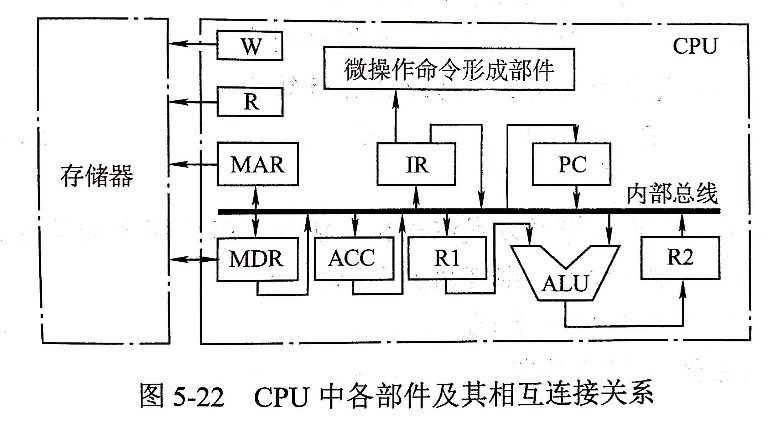 W
CPU
微操作命令形成部件
R
存储器
MAR
IR
PC
内部总线
MDR
ACC
R1
ALU
R2
图 5-22 CPU 中各部件及其相互连接关系